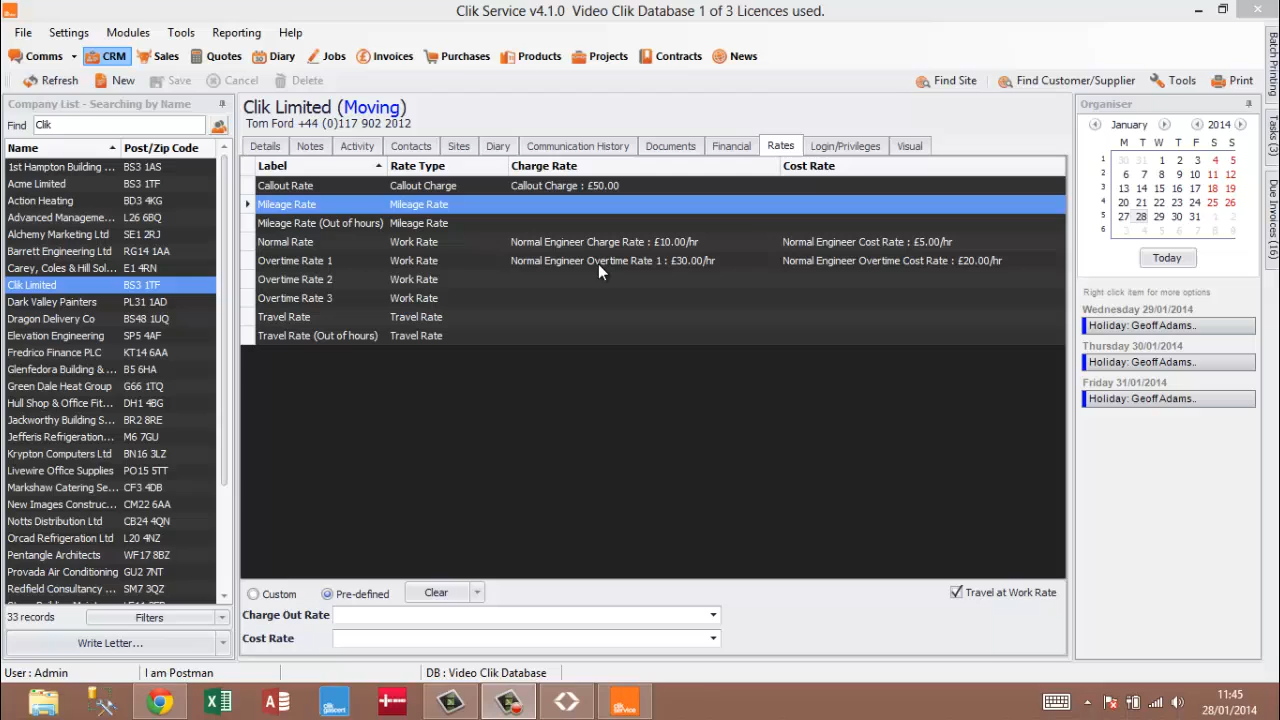 Clik Service v4.1.0 Video Clik Database 1 of 3 Licences used.
File Settings Modules Tools Reporting Help
Comms CRM Sales Quotes Diary Jobs Invoices Purchases Products Projects Contracts News
Refresh New Save Cancel Delete Find Site Find Customer/Supplier Tools Print
Company List - Searching by Name
Find Clik
Name Post/Zip Code
1st Hampton Building ... BS3 1AS
Acme Limited BS3 1TF
Action Heating BD3 4KG
Advanced Manageme... L26 6BQ
Alchemy Marketing Ltd SE1 2RJ
Barrett Engineering Ltd RG14 1AA
Carey, Coles & Hill Sol... E1 4RN
Clik Limited BS3 1TF
Dark Valley Painters PL31 1AD
Dragon Delivery Co BS48 1UQ
Elevation Engineering SP5 4AF
Fredrico Finance PLC KT14 6AA
Glenfedora Building &... B5 6HA
Green Dale Heat Group G66 1TQ
Hull Shop & Office Fit... DH1 4BG
Jackworthy Building S... BR2 8RE
Jefferis Refrigeration... M6 7GU
Krypton Computers Ltd BN16 3LZ
Livewire Office Supplies PO15 5TT
Markshaw Catering Se... CF3 4DB
New Images Construc... CM22 6AA
Notts Distribution Ltd CB24 4QN
Orcad Refrigeration Ltd L20 4NZ
Pentangle Architects WF17 8BZ
Provada Air Conditioning GU2 7NT
Redfield Consultancy ... SM7 3QZ
33 records Filters
Write Letter...
Clik Limited (Moving)
Tom Ford +44 (0)117 902 2012
Details Notes Activity Contacts Sites Diary Communication History Documents Financial Rates Login/Privileges Visual
Label Rate Type Charge Rate Cost Rate
Callout Rate Callout Charge Callout Charge : £50.00
Mileage Rate Mileage Rate
Mileage Rate (Out of hours) Mileage Rate
Normal Rate Work Rate Normal Engineer Charge Rate : £10.00/hr Normal Engineer Cost Rate : £5.00/hr
Overtime Rate 1 Work Rate Normal Engineer Overtime Rate 1 : £30.00/hr Normal Engineer Overtime Cost Rate : £20.00/hr
Overtime Rate 2 Work Rate
Overtime Rate 3 Work Rate
Travel Rate Travel Rate
Travel Rate (Out of hours) Travel Rate
Custom Pre-defined Clear Travel at Work Rate
Charge Out Rate
Cost Rate
Organiser
January 2014
M T W T F S S
1 30 31 1 2 3 4 5
2 6 7 8 9 10 11 12
3 13 14 15 16 17 18 19
4 20 21 22 23 24 25 26
5 27 28 29 30 31 1 2
6 3 4 5 6 7 8 9
Today
Right click item for more options
Wednesday 29/01/2014
Holiday: Geoff Adams..
Thursday 30/01/2014
Holiday: Geoff Adams..
Friday 31/01/2014
Holiday: Geoff Adams..
Batch Printing
Tasks (3)
Due Invoices (16)
User : Admin I am Postman DB : Video Clik Database
11:45
28/01/2014